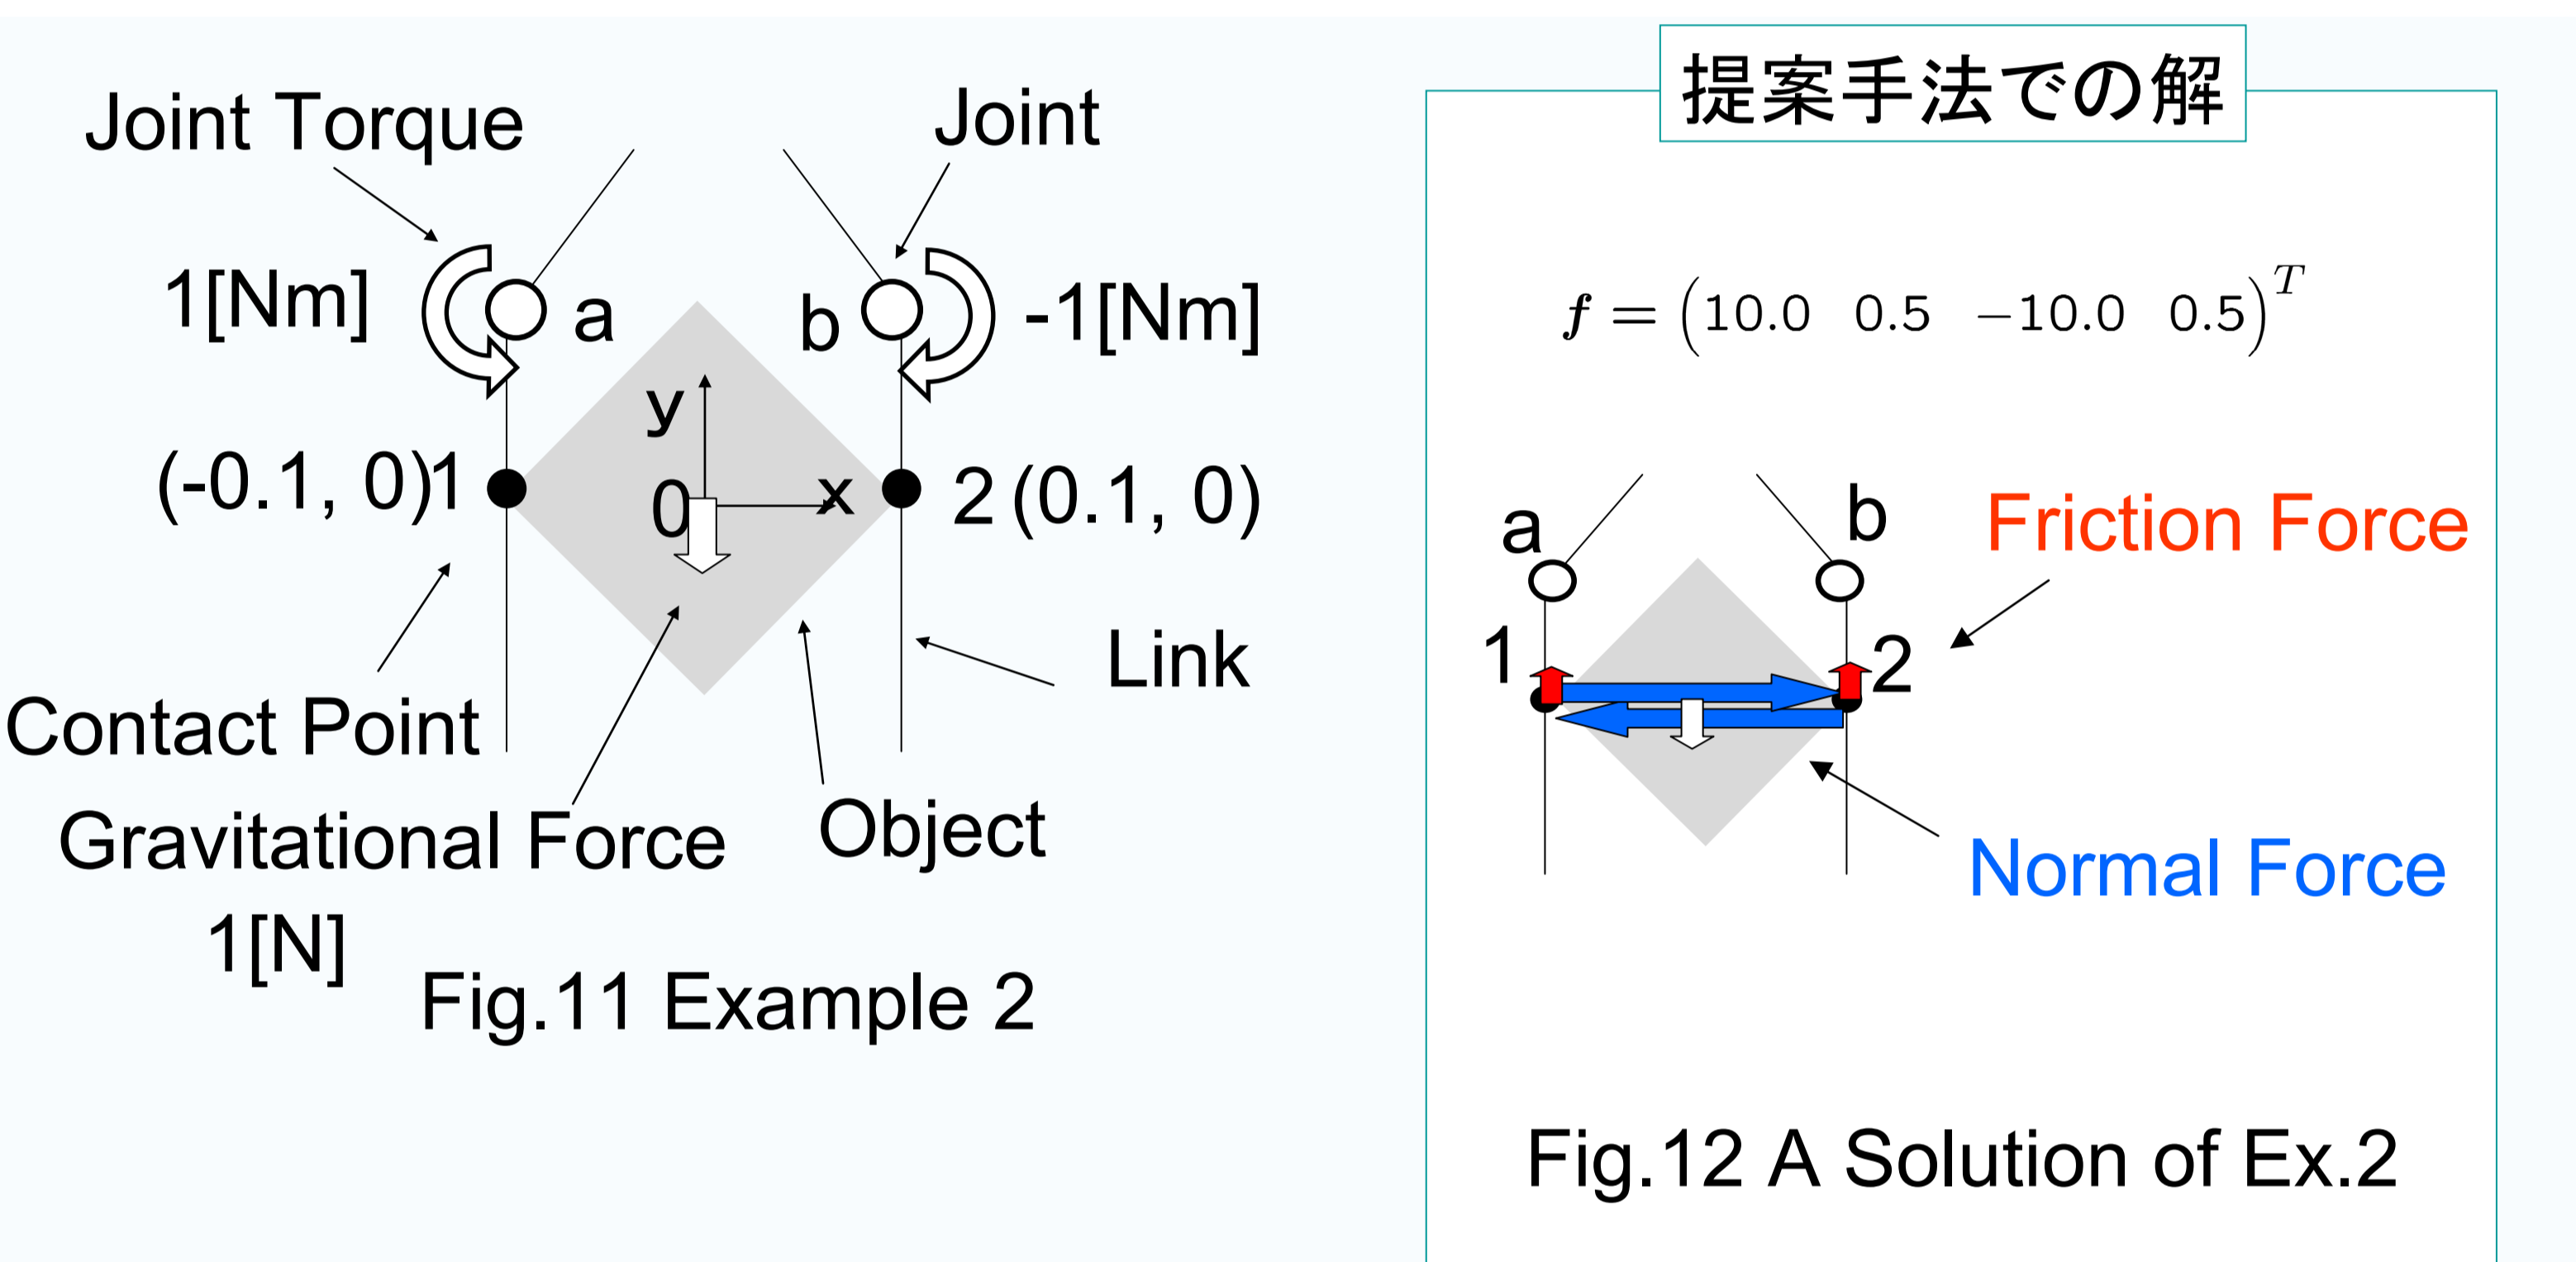 Joint Torque
Joint
1[Nm]
a
b
-1[Nm]
y
(-0.1, 0)1
0
x
2 (0.1, 0)
Link
Contact Point
Gravitational Force
Object
1[N]
Fig.11 Example 2
提案手法での解
f = (10.0 0.5 −10.0 0.5)^T
a
b
Friction Force
1
2
Normal Force
Fig.12 A Solution of Ex.2